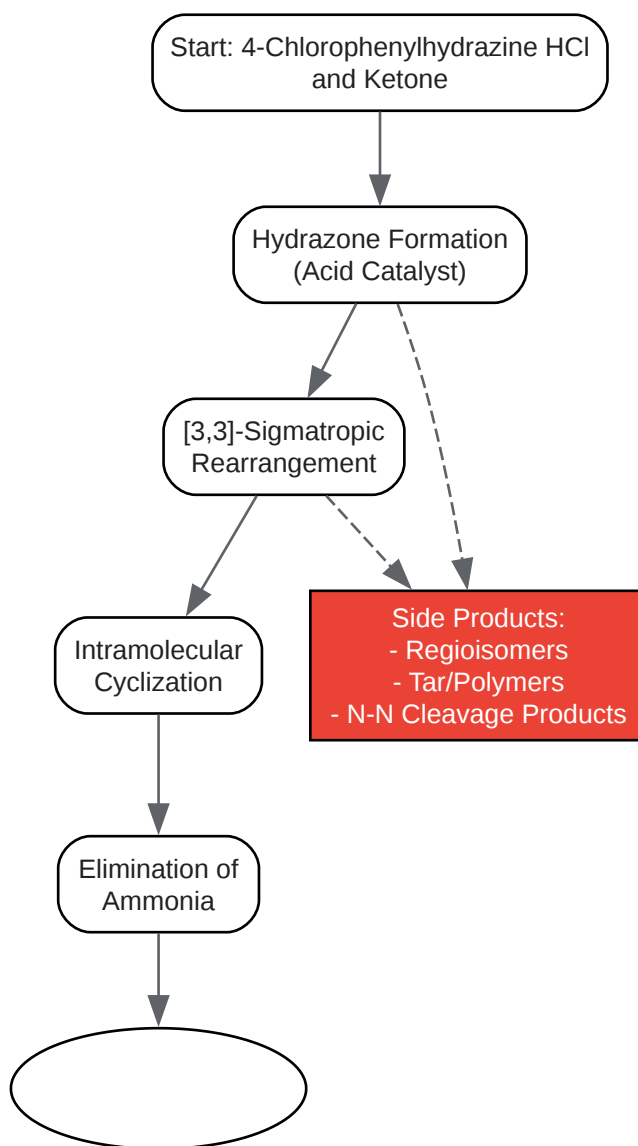 Start: 4-Chlorophenylhydrazine HCl
and Ketone
Hydrazone Formation
(Acid Catalyst)
[3,3]-Sigmatropic
Rearrangement
Intramolecular
Cyclization
Side Products:
- Regioisomers
- Tar/Polymers
- N-N Cleavage Products
Elimination of
Ammonia